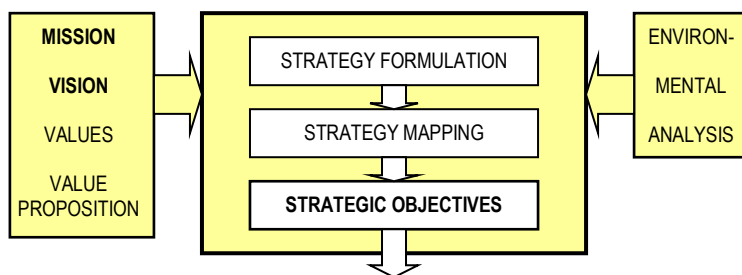 MISSION
VISION
VALUES
VALUE
PROPOSITION
STRATEGY FORMULATION
STRATEGY MAPPING
STRATEGIC OBJECTIVES
ENVIRON-
MENTAL
ANALYSIS